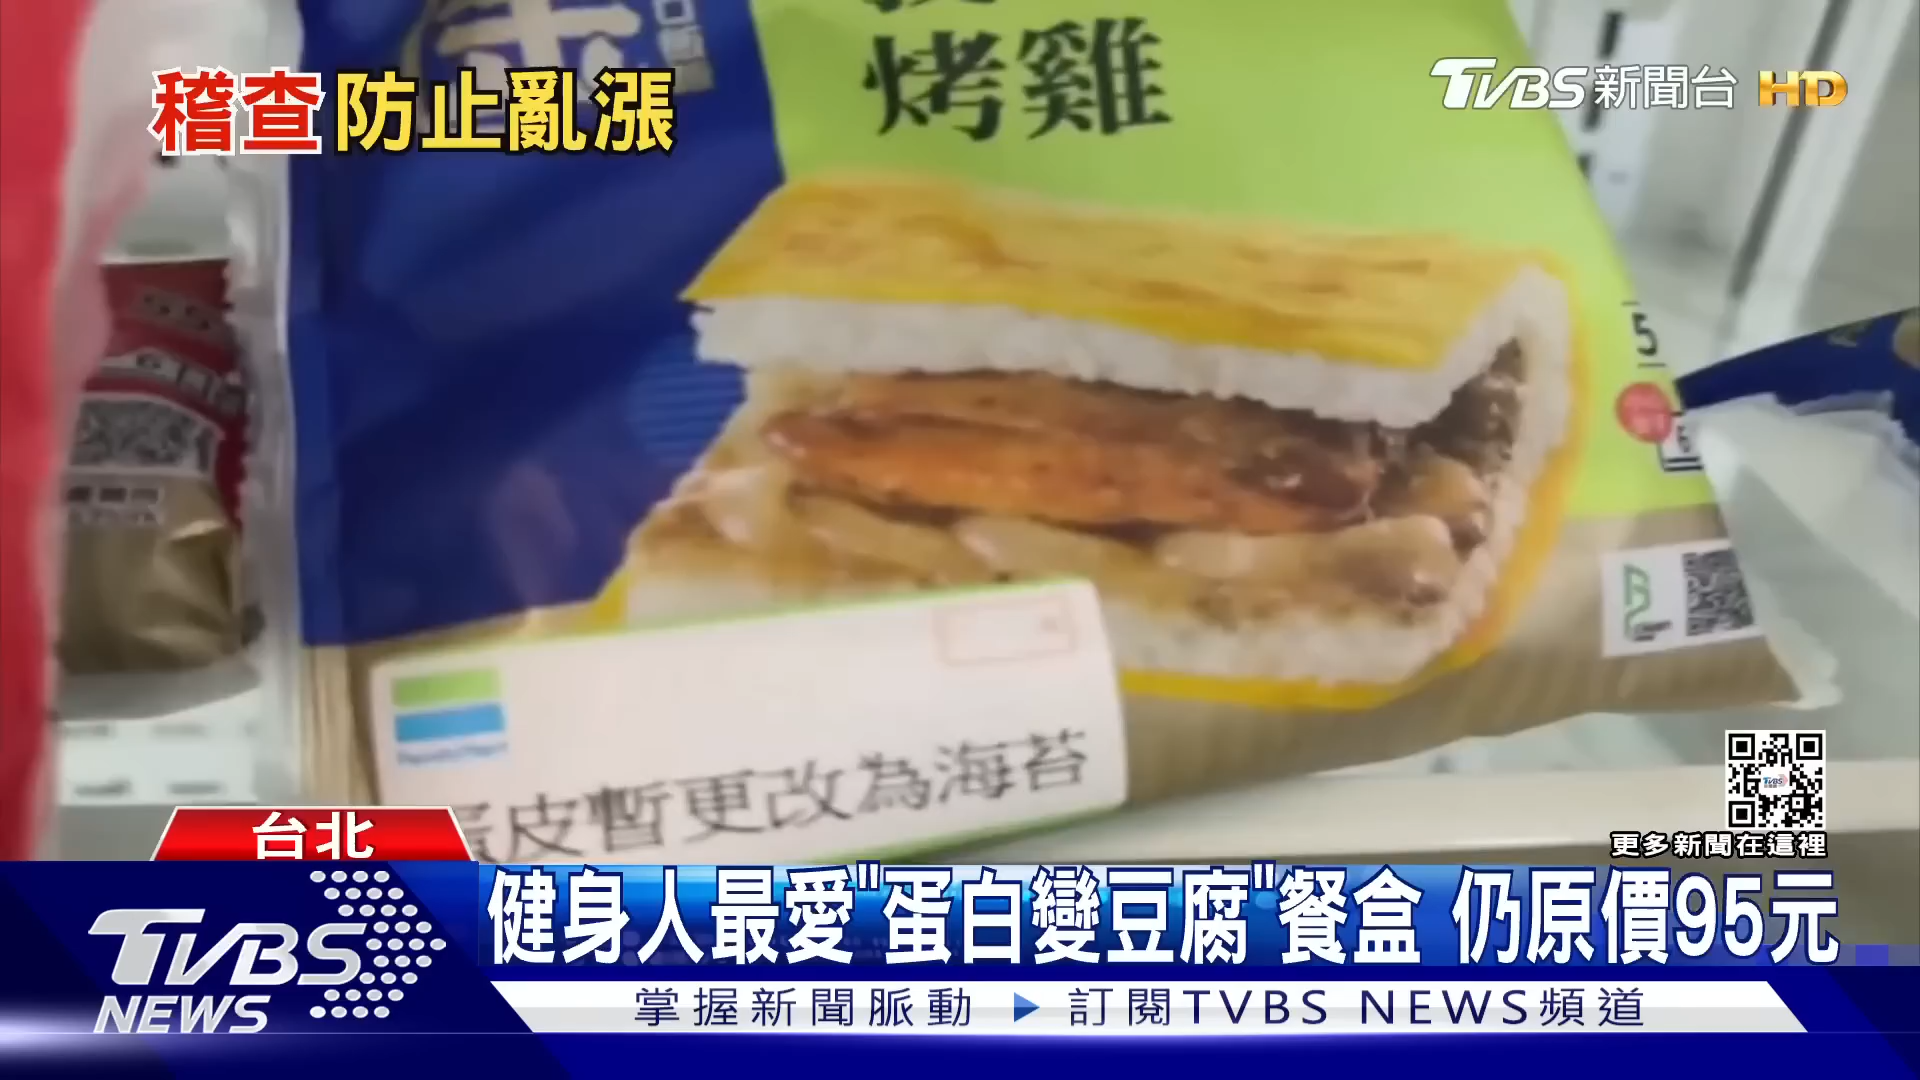 稽查防止亂漲
TVBS新聞台 HD
烤雞
5
皮暫更改為海苔
更多新聞在這裡
台北
健身人最愛"蛋白變豆腐"餐盒 仍原價95元
TVBS NEWS
掌握新聞脈動 ▶ 訂閱TVBS NEWS頻道